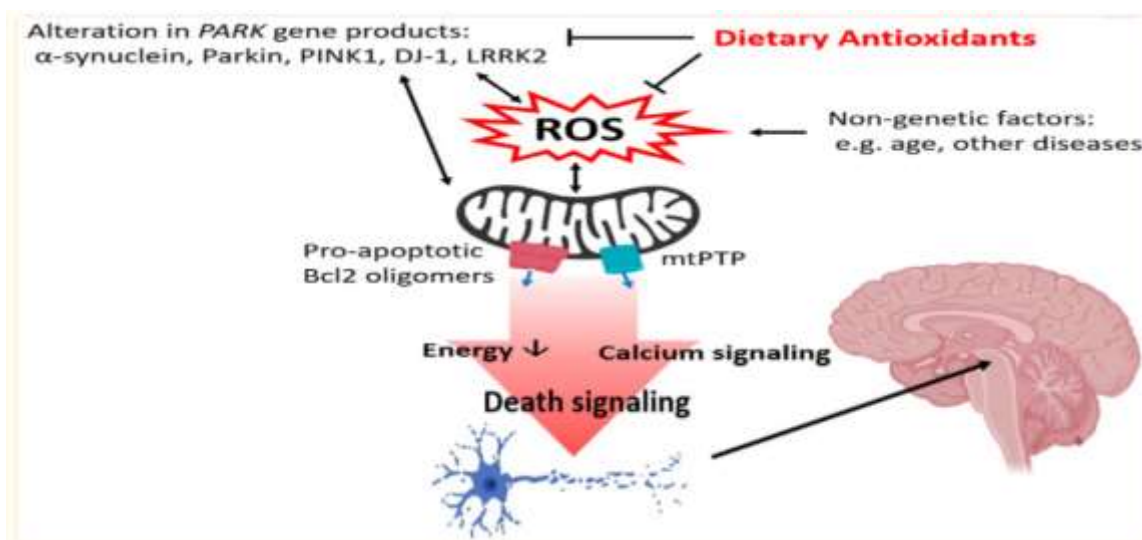 Alteration in PARK gene products:
α-synuclein, Parkin, PINK1, DJ-1, LRRK2
Dietary Antioxidants
ROS
Non-genetic factors:
e.g. age, other diseases
Pro-apoptotic
Bcl2 oligomers
mtPTP
Energy ↓
Calcium signaling
Death signaling